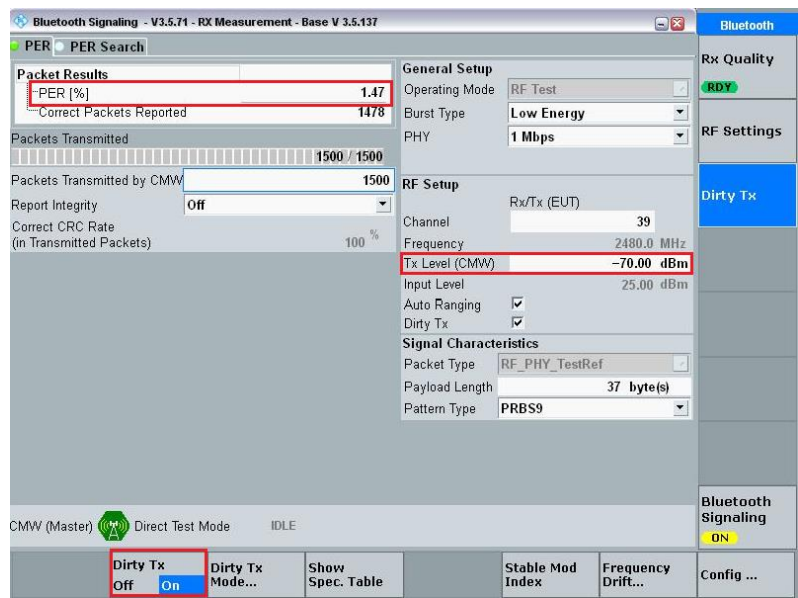 Bluetooth Signaling - V3.5.71 - RX Measurement - Base V 3.5.137
PER PER Search
Packet Results
PER [%] 1.47
Correct Packets Reported 1478
Packets Transmitted
1500 / 1500
Packets Transmitted by CMW 1500
Report Integrity Off
Correct CRC Rate
(in Transmitted Packets) 100 %
General Setup
Operating Mode RF Test
Burst Type Low Energy
PHY 1 Mbps
RF Setup
Rx/Tx (EUT)
Channel 39
Frequency 2480.0 MHz
Tx Level (CMW) -70.00 dBm
Input Level 25.00 dBm
Auto Ranging
Dirty Tx
Signal Characteristics
Packet Type RF_PHY_TestRef
Payload Length 37 byte(s)
Pattern Type PRBS9
CMW (Master) Direct Test Mode IDLE
Bluetooth
Rx Quality
RDY
RF Settings
Dirty Tx
Bluetooth
Signaling
ON
Dirty Tx
Off On
Dirty Tx
Mode...
Show
Spec. Table
Stable Mod
Index
Frequency
Drift...
Config ...